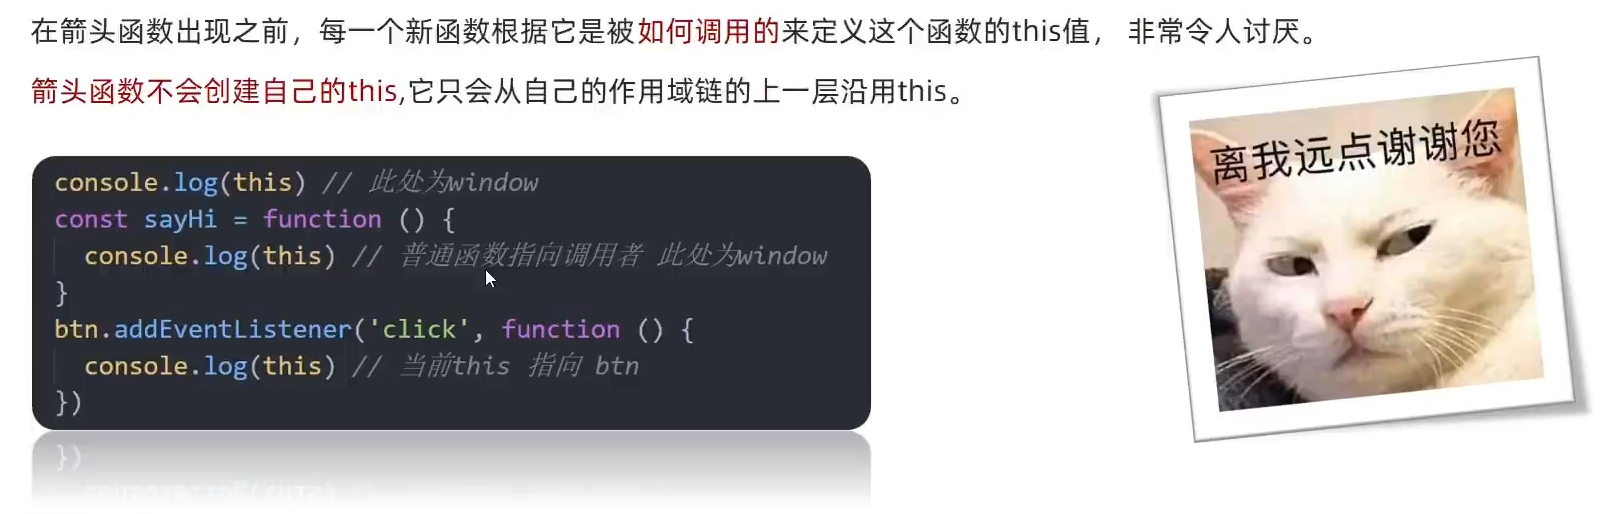 在箭头函数出现之前，每一个新函数根据它是被如何调用的来定义这个函数的this值， 非常令人讨厌。
箭头函数不会创建自己的this,它只会从自己的作用域链的上一层沿用this。
离我远点谢谢您
console.log(this) // 此处为window
const sayHi = function () {
  console.log(this) // 普通函数指向调用者 此处为window
}
btn.addEventListener('click', function () {
  console.log(this) // 当前this 指向 btn
})